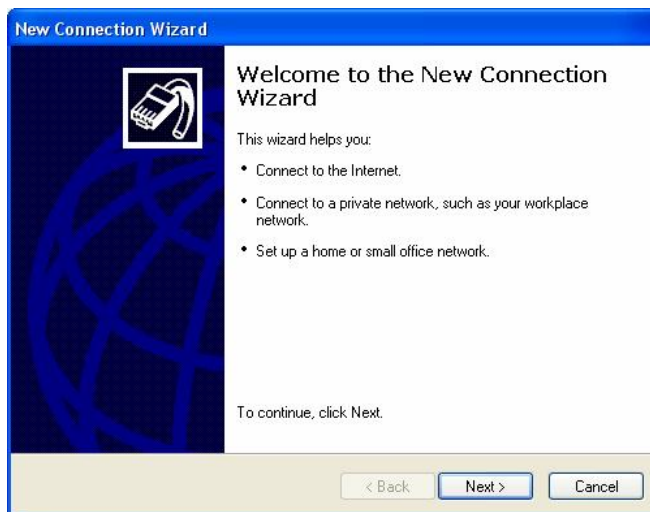 New Connection Wizard
Welcome to the New Connection
Wizard
This wizard helps you:
• Connect to the Internet.
• Connect to a private network, such as your workplace
network.
• Set up a home or small office network.
To continue, click Next.
< Back
Next >
Cancel